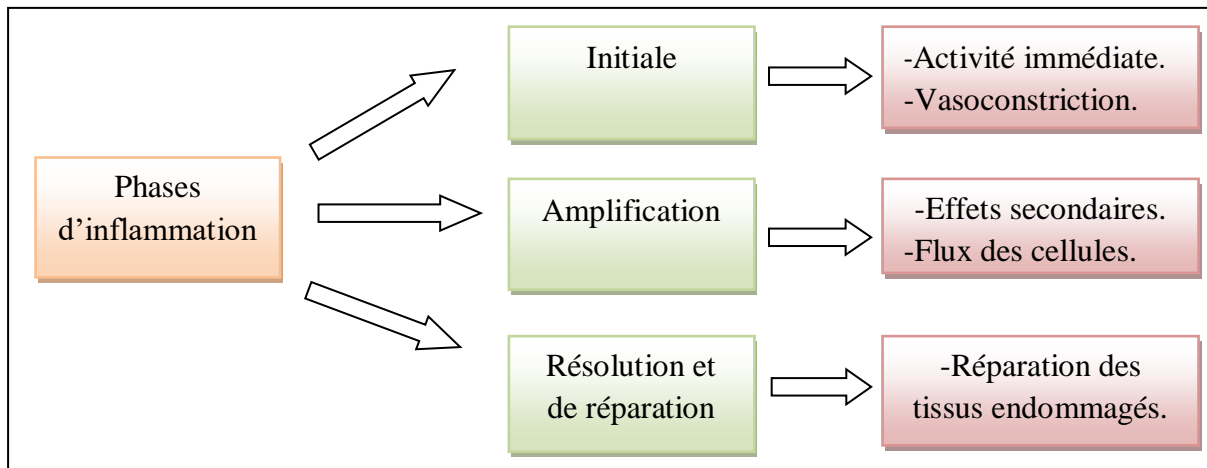 Phases
d'inflammation
Initiale
-Activité immédiate.
-Vasoconstriction.
Amplification
-Effets secondaires.
-Flux des cellules.
Résolution et
de réparation
-Réparation des
tissus endommagés.